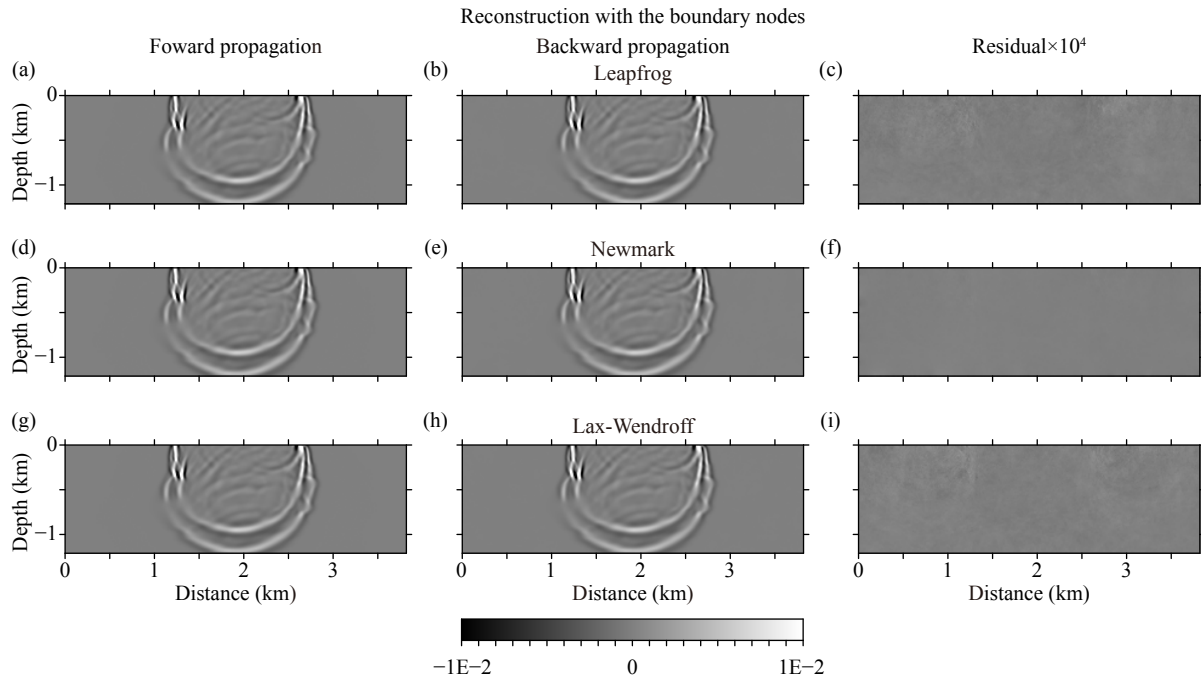 Reconstruction with the boundary nodes
Foward propagation
Backward propagation
Residual×10⁴
(a)
(b)
Leapfrog
(c)
0
−1
Depth (km)
(d)
(e)
Newmark
(f)
0
−1
Depth (km)
(g)
(h)
Lax-Wendroff
(i)
0
−1
Depth (km)
0 1 2 3
0 1 2 3
0 1 2 3
Distance (km)
Distance (km)
Distance (km)
−1E−2 0 1E−2